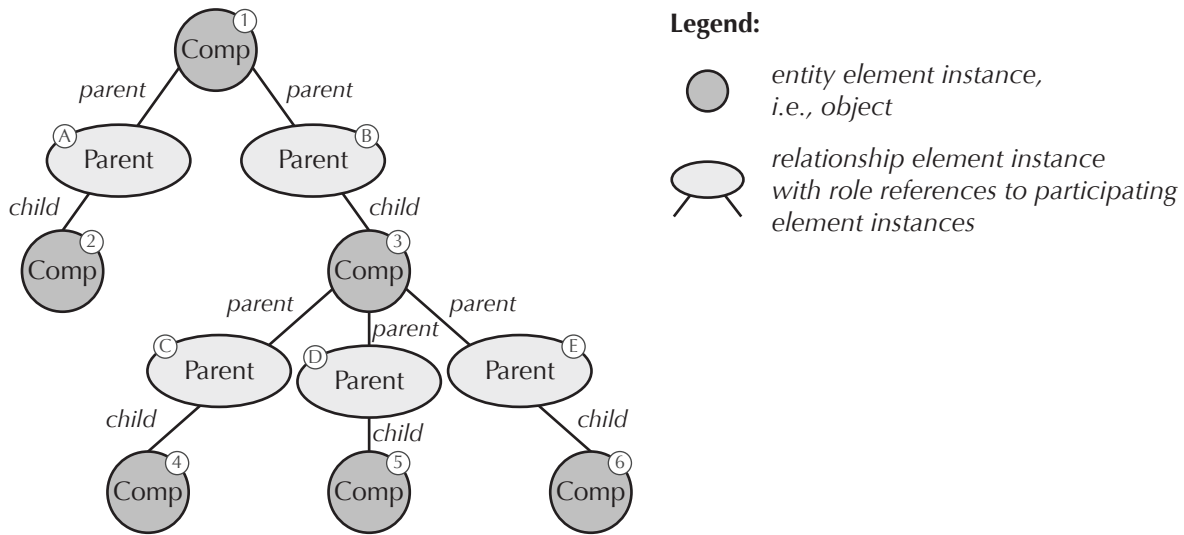 1
Comp
parent
parent
A
Parent
B
Parent
child
child
2
Comp
3
Comp
parent
parent
parent
C
Parent
D
Parent
E
Parent
child
child
child
4
Comp
5
Comp
6
Comp
Legend:
entity element instance,
i.e., object
relationship element instance
with role references to participating
element instances